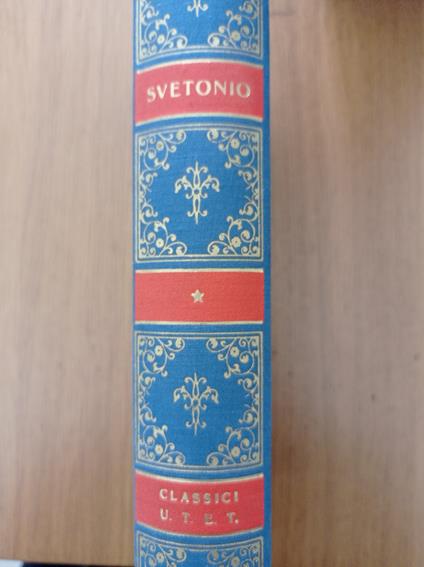 SVETONIO
CLASSICI
U. T. E. T.